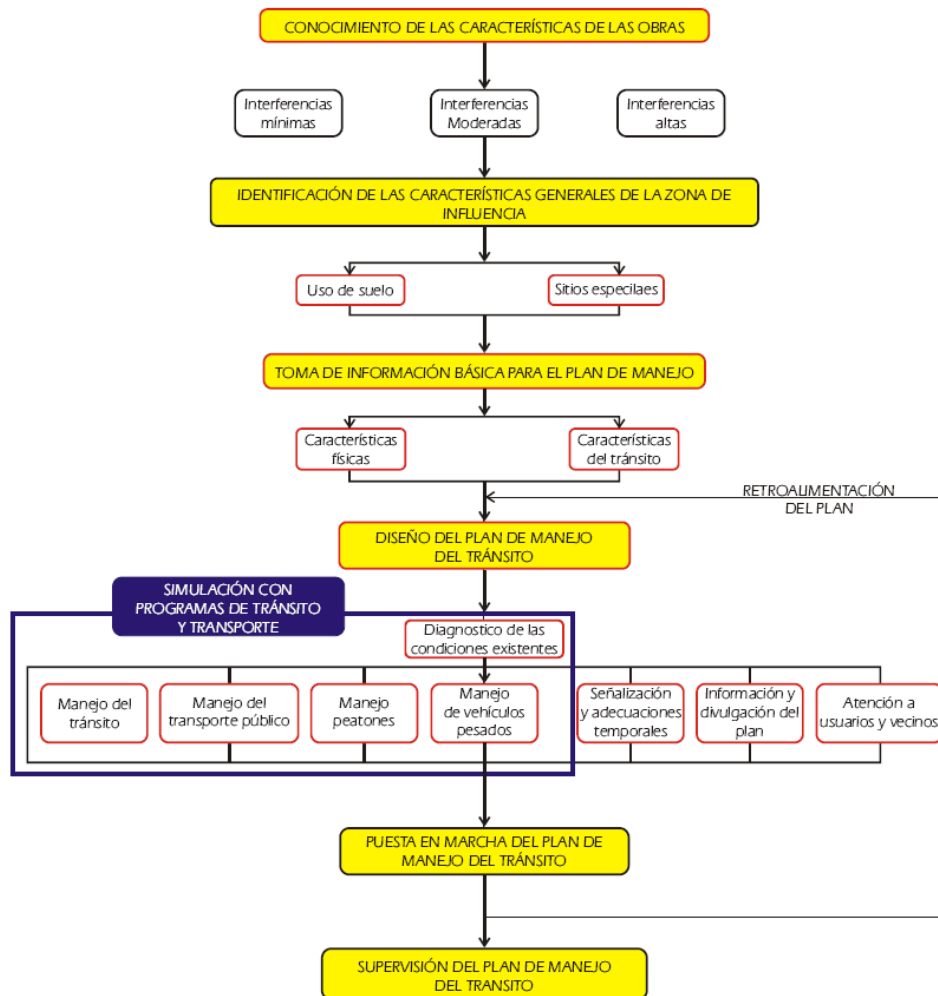 CONOCIMIENTO DE LAS CARACTERÍSTICAS DE LAS OBRAS
Interferencias
mínimas
Interferencias
Moderadas
Interferencias
altas
IDENTIFICACIÓN DE LAS CARACTERÍSTICAS GENERALES DE LA ZONA DE
INFLUENCIA
Uso de suelo
Sitios especilaes
TOMA DE INFORMACIÓN BÁSICA PARA EL PLAN DE MANEJO
Características
físicas
Características
del tránsito
RETROALIMENTACIÓN
DEL PLAN
DISEÑO DEL PLAN DE MANEJO
DEL TRÁNSITO
SIMULACIÓN CON
PROGRAMAS DE TRÁNSITO
Y TRANSPORTE
Diagnostico de las
condiciones existentes
Manejo del
tránsito
Manejo del
transporte público
Manejo
peatones
Manejo
de vehículos
pesados
Señalización
y adecuaciones
temporales
Información y
divulgación del
plan
Atención a
usuarios y vecinos
PUESTA EN MARCHA DEL PLAN DE
MANEJO DEL TRÁNSITO
SUPERVISIÓN DEL PLAN DE MANEJO
DEL TRANSITO